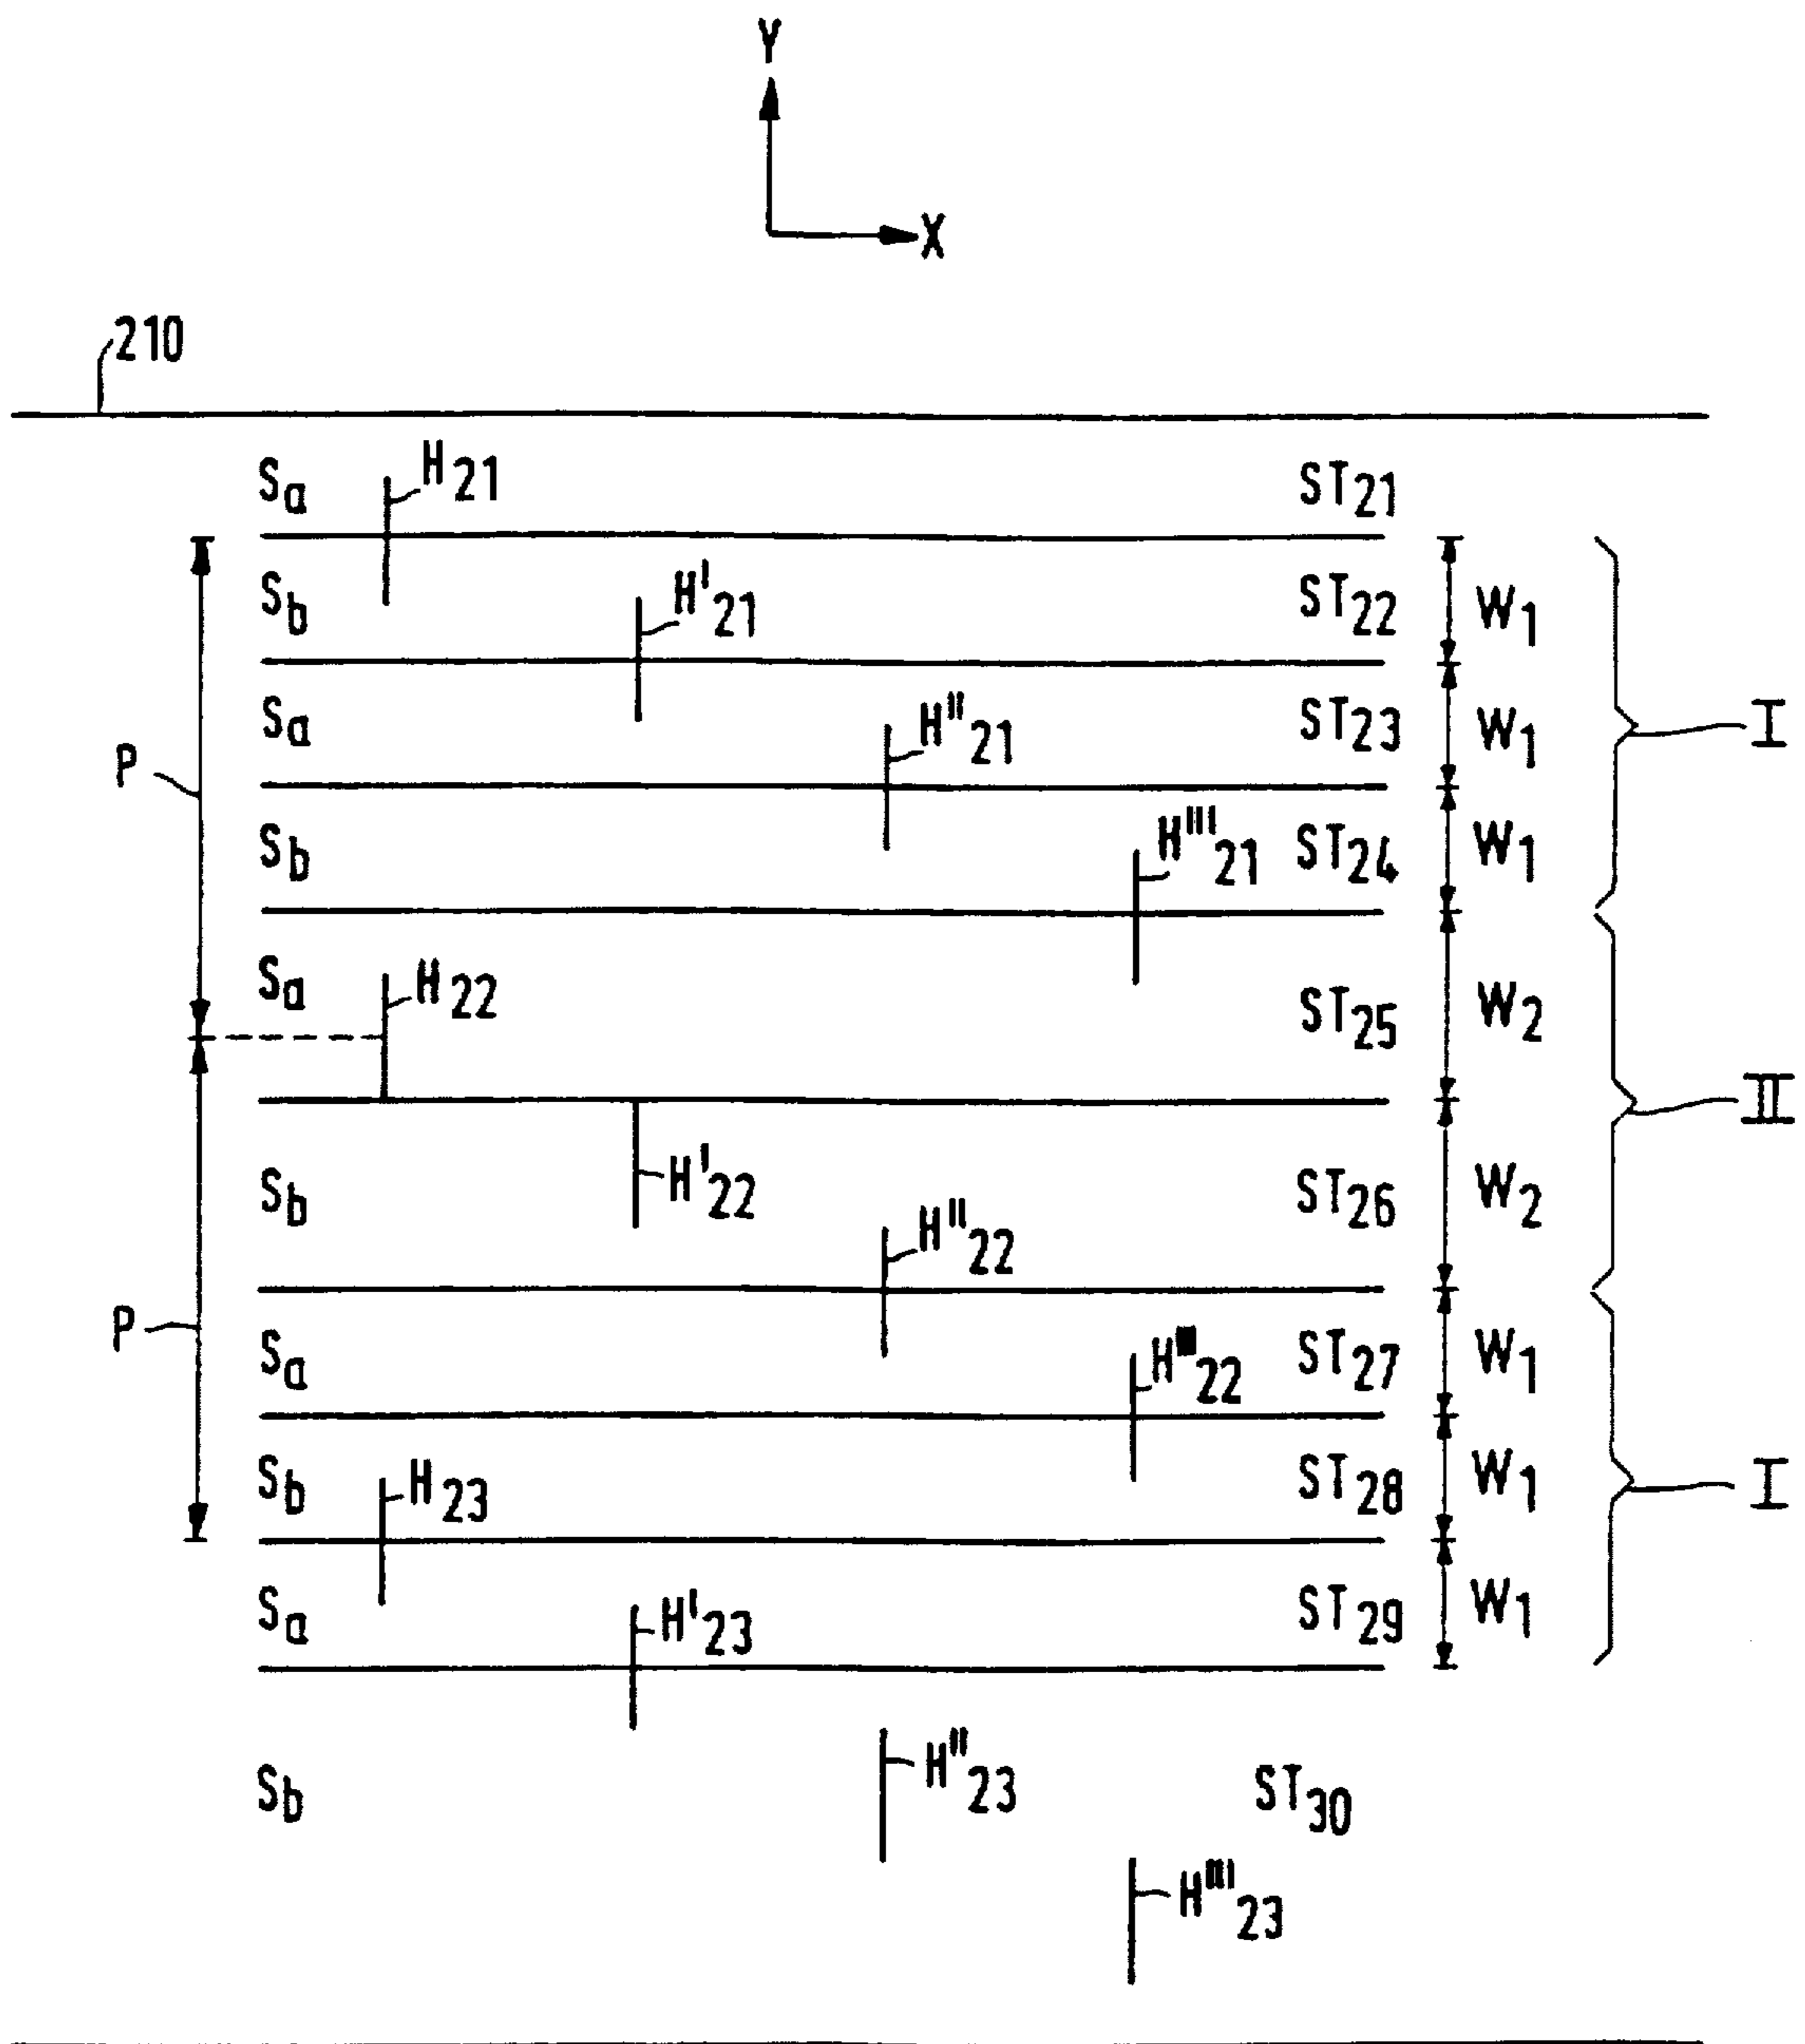 Y
X
210
Sa H21 ST21
Sb H'21 ST22 W1
Sa H"21 ST23 W1 I
P
Sb H'''21 ST24 W1
Sa H22 ST25 W2
II
Sb H'22 ST26 W2
H"22
P
Sa H'''22 ST27 W1
Sb H23 ST28 W1 I
Sa H'23 ST29 W1
Sb H"23 ST30
H'''23